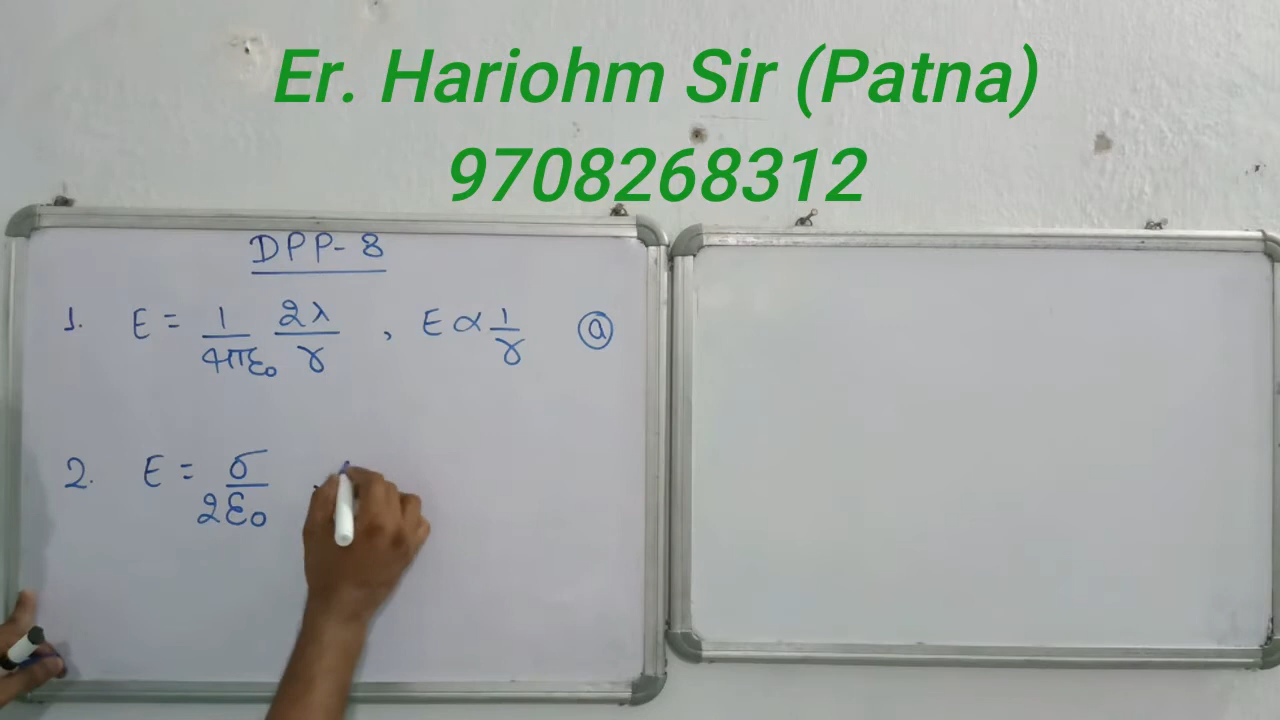 Er. Hariohm Sir (Patna)
9708268312
DPP-8
1. E = 1/4πε₀ 2λ/r , E ∝ 1/r ⓐ
2. E = σ/2ε₀ ,